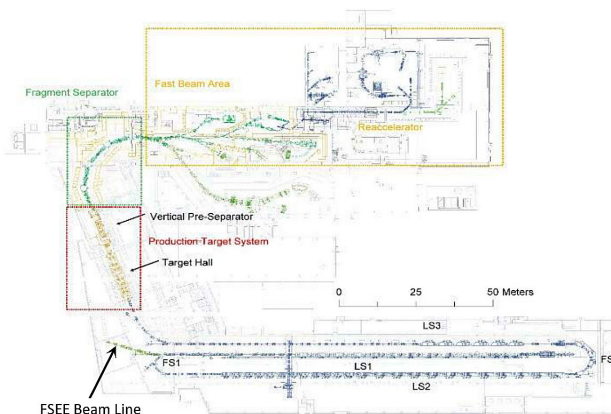 Fast Beam Area
Fragment Separator
Reaccelerator
Vertical Pre-Separator
Production Target System
Target Hall
0 25 50 Meters
LS3
FS1
LS1
FS
LS2
FSEE Beam Line